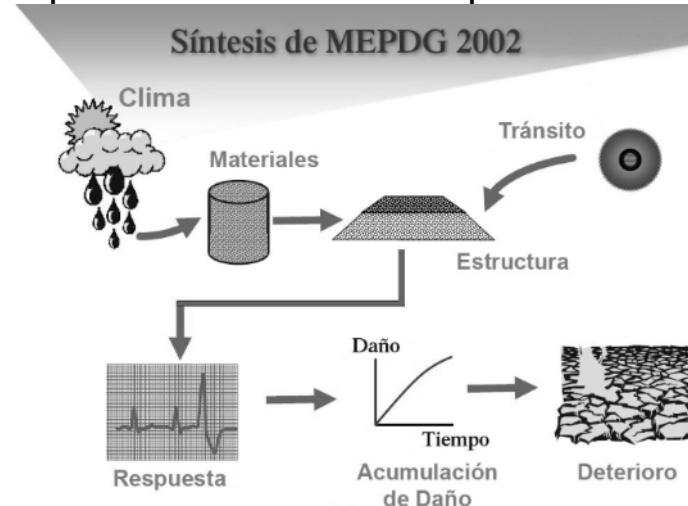 Síntesis de MEPDG 2002
Clima
Tránsito
Materiales
Estructura
Daño
Tiempo
Respuesta
Acumulación
de Daño
Deterioro